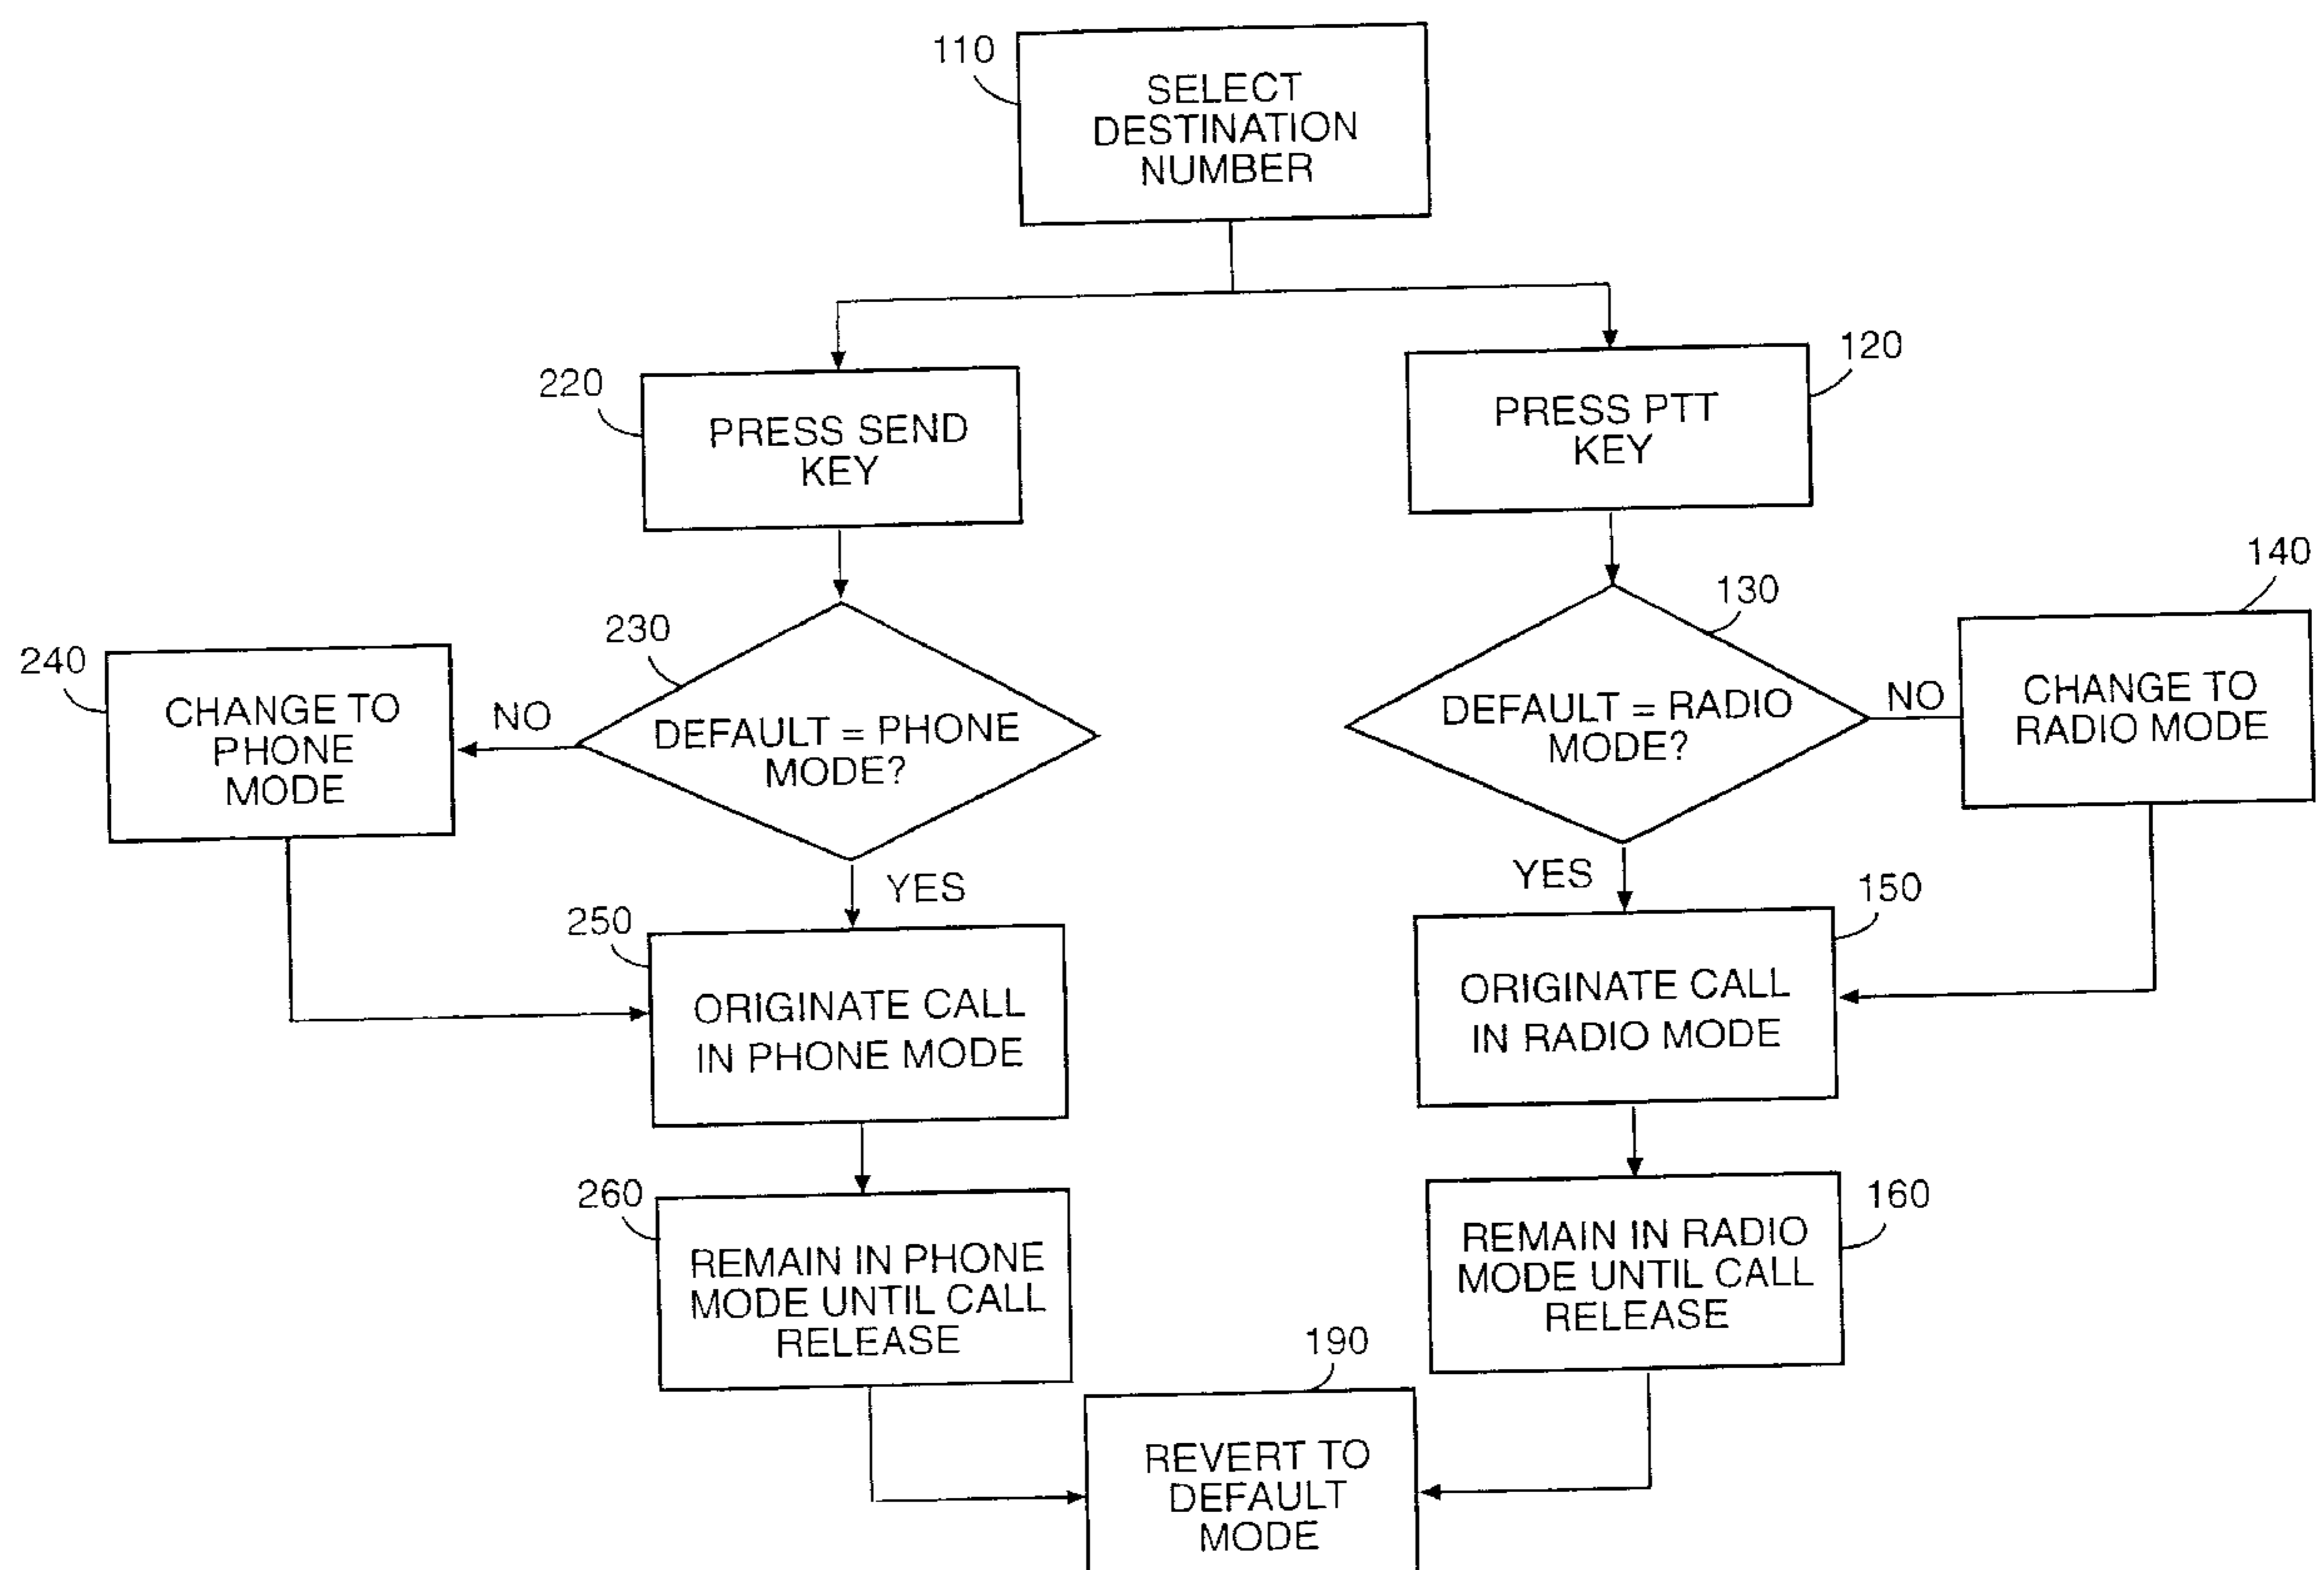 110
SELECT
DESTINATION
NUMBER
220
PRESS SEND
KEY
120
PRESS PTT
KEY
240
CHANGE TO
PHONE
MODE
NO
230
DEFAULT = PHONE
MODE?
YES
130
DEFAULT = RADIO
MODE?
NO
YES
140
CHANGE TO
RADIO MODE
250
ORIGINATE CALL
IN PHONE MODE
150
ORIGINATE CALL
IN RADIO MODE
260
REMAIN IN PHONE
MODE UNTIL CALL
RELEASE
160
REMAIN IN RADIO
MODE UNTIL CALL
RELEASE
190
REVERT TO
DEFAULT
MODE